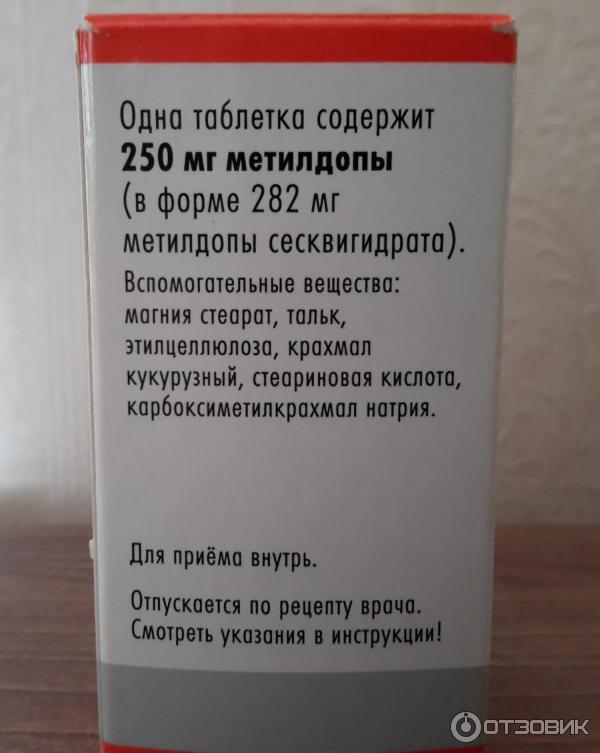 Одна таблетка содержит
250 мг метилдопы
(в форме 282 мг
метилдопы сесквигидрата).
Вспомогательные вещества:
магния стеарат, тальк,
этилцеллюлоза, крахмал
кукурузный, стеариновая кислота,
карбоксиметилкрахмал натрия.
Для приёма внутрь.
Отпускается по рецепту врача.
Смотреть указания в инструкции!
ОТЗОВИК